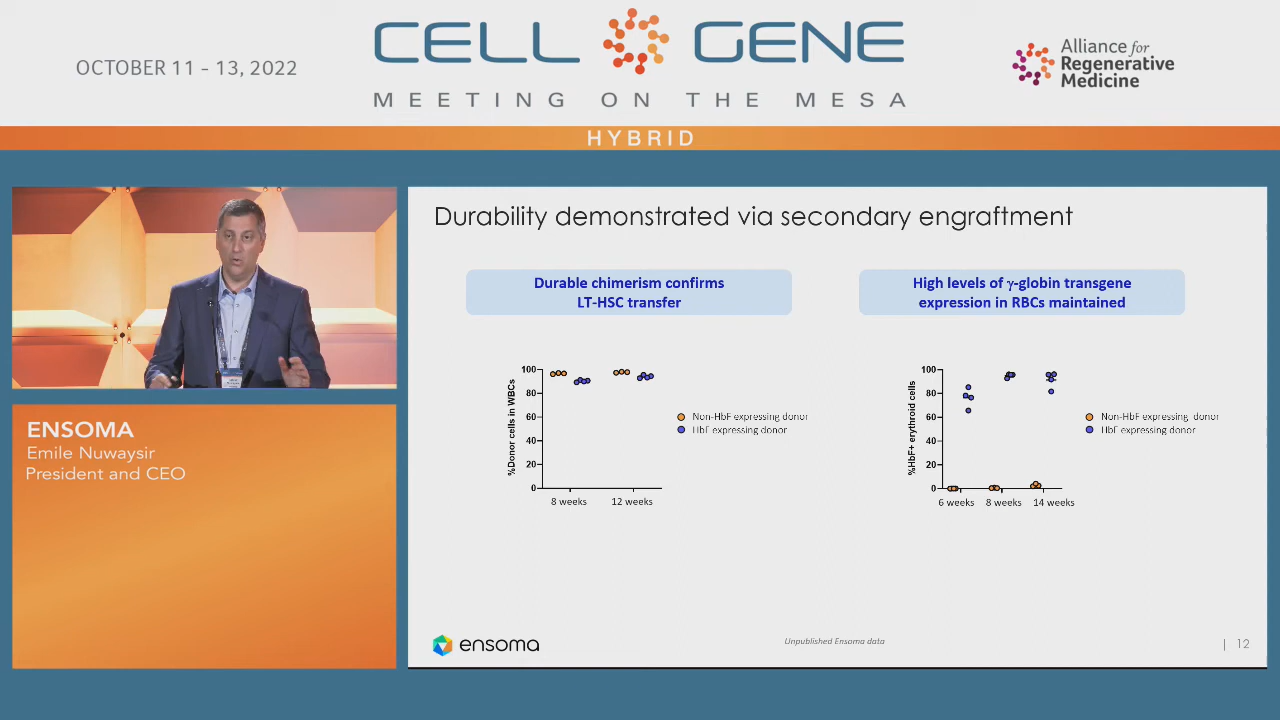 OCTOBER 11 - 13, 2022
CELL GENE
MEETING ON THE MESA
Alliance for
Regenerative
Medicine
HYBRID
ENSOMA
Emile Nuwaysir
President and CEO
Durability demonstrated via secondary engraftment
Durable chimerism confirms
LT-HSC transfer
%Donor cells in WBCs
100
80
60
40
20
0
8 weeks 12 weeks
Non-HbF expressing donor
HbF expressing donor
High levels of γ-globin transgene
expression in RBCs maintained
%HbF+ erythroid cells
100
80
60
40
20
0
6 weeks 8 weeks 14 weeks
Non-HbF expressing donor
HbF expressing donor
ensoma
Unpublished Ensoma data
| 12